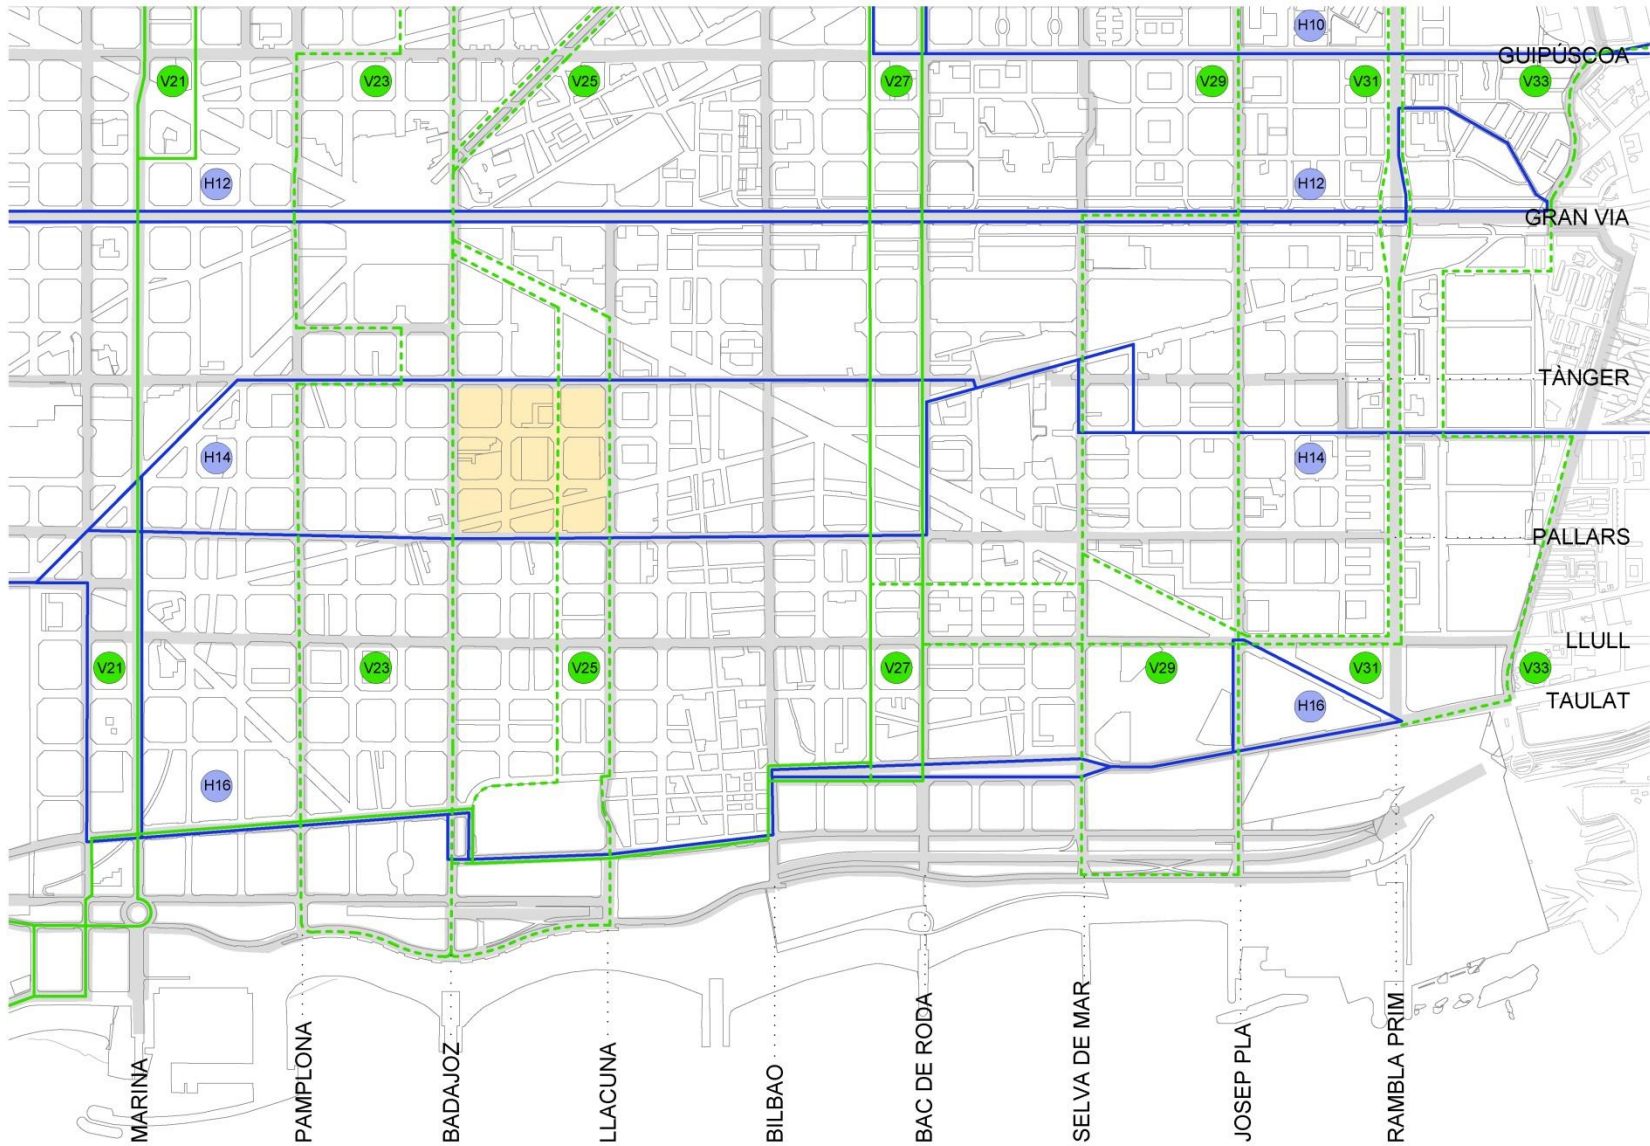 H10
GUIPÚSCOA
V21
V23
V25
V27
V29
V31
V33
H12
H12
GRAN VIA
TÀNGER
H14
H14
PALLARS
LLULL
V21
V23
V25
V27
V29
V31
V33
TAULAT
H16
H16
MARINA
PAMPLONA
BADAJOZ
LLACUNA
BILBAO
BAC DE RODA
SELVA DE MAR
JOSEP PLA
RAMBLA PRIM